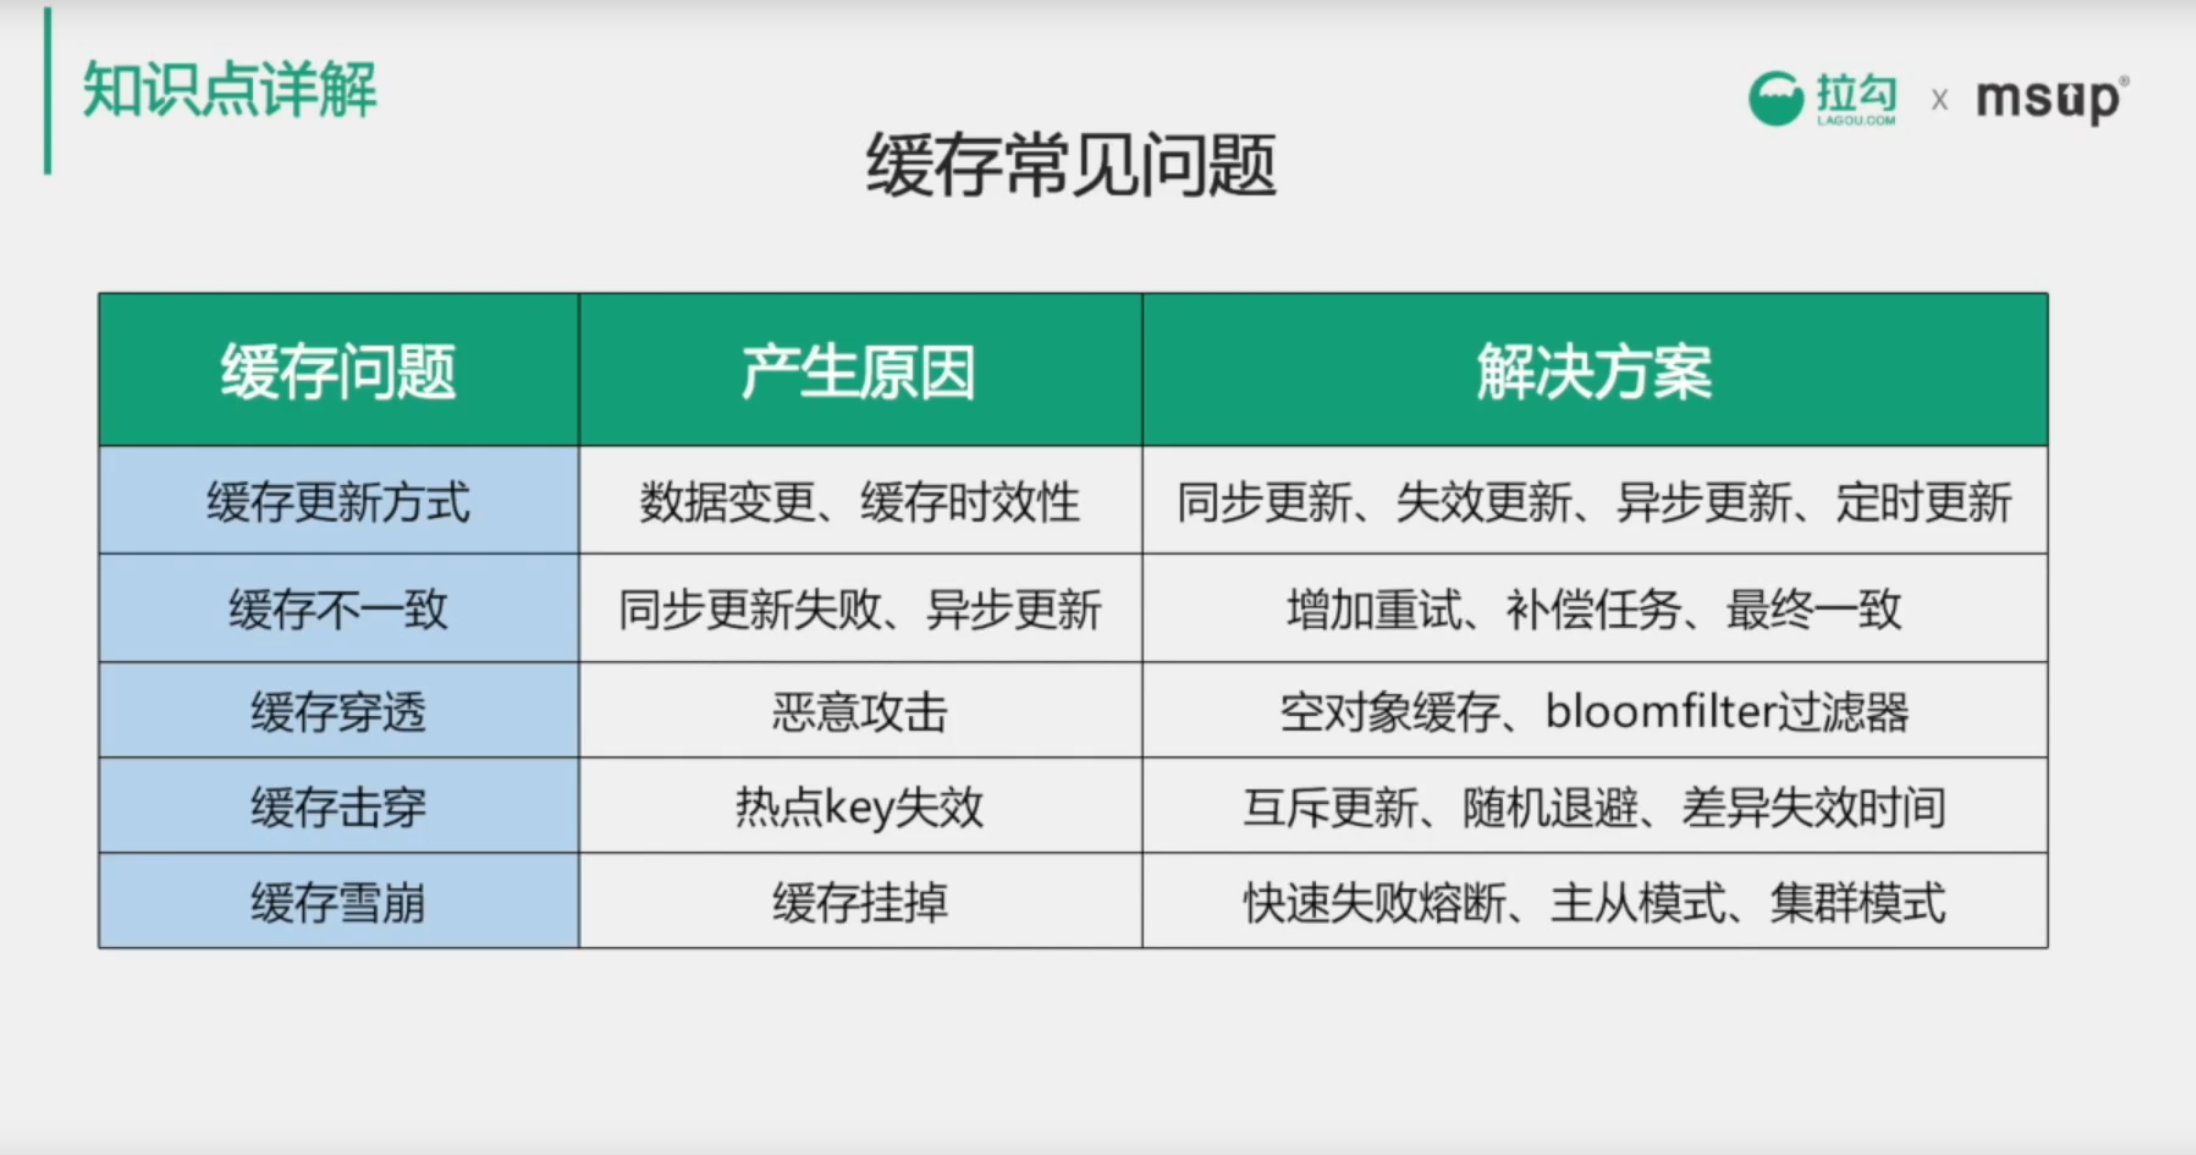 知识点详解
拉勾
LAGOU.COM
x
msup®
缓存常见问题
缓存问题 产生原因 解决方案
缓存更新方式 数据变更、缓存时效性 同步更新、失效更新、异步更新、定时更新
缓存不一致 同步更新失败、异步更新 增加重试、补偿任务、最终一致
缓存穿透 恶意攻击 空对象缓存、bloomfilter过滤器
缓存击穿 热点key失效 互斥更新、随机退避、差异失效时间
缓存雪崩 缓存挂掉 快速失败熔断、主从模式、集群模式